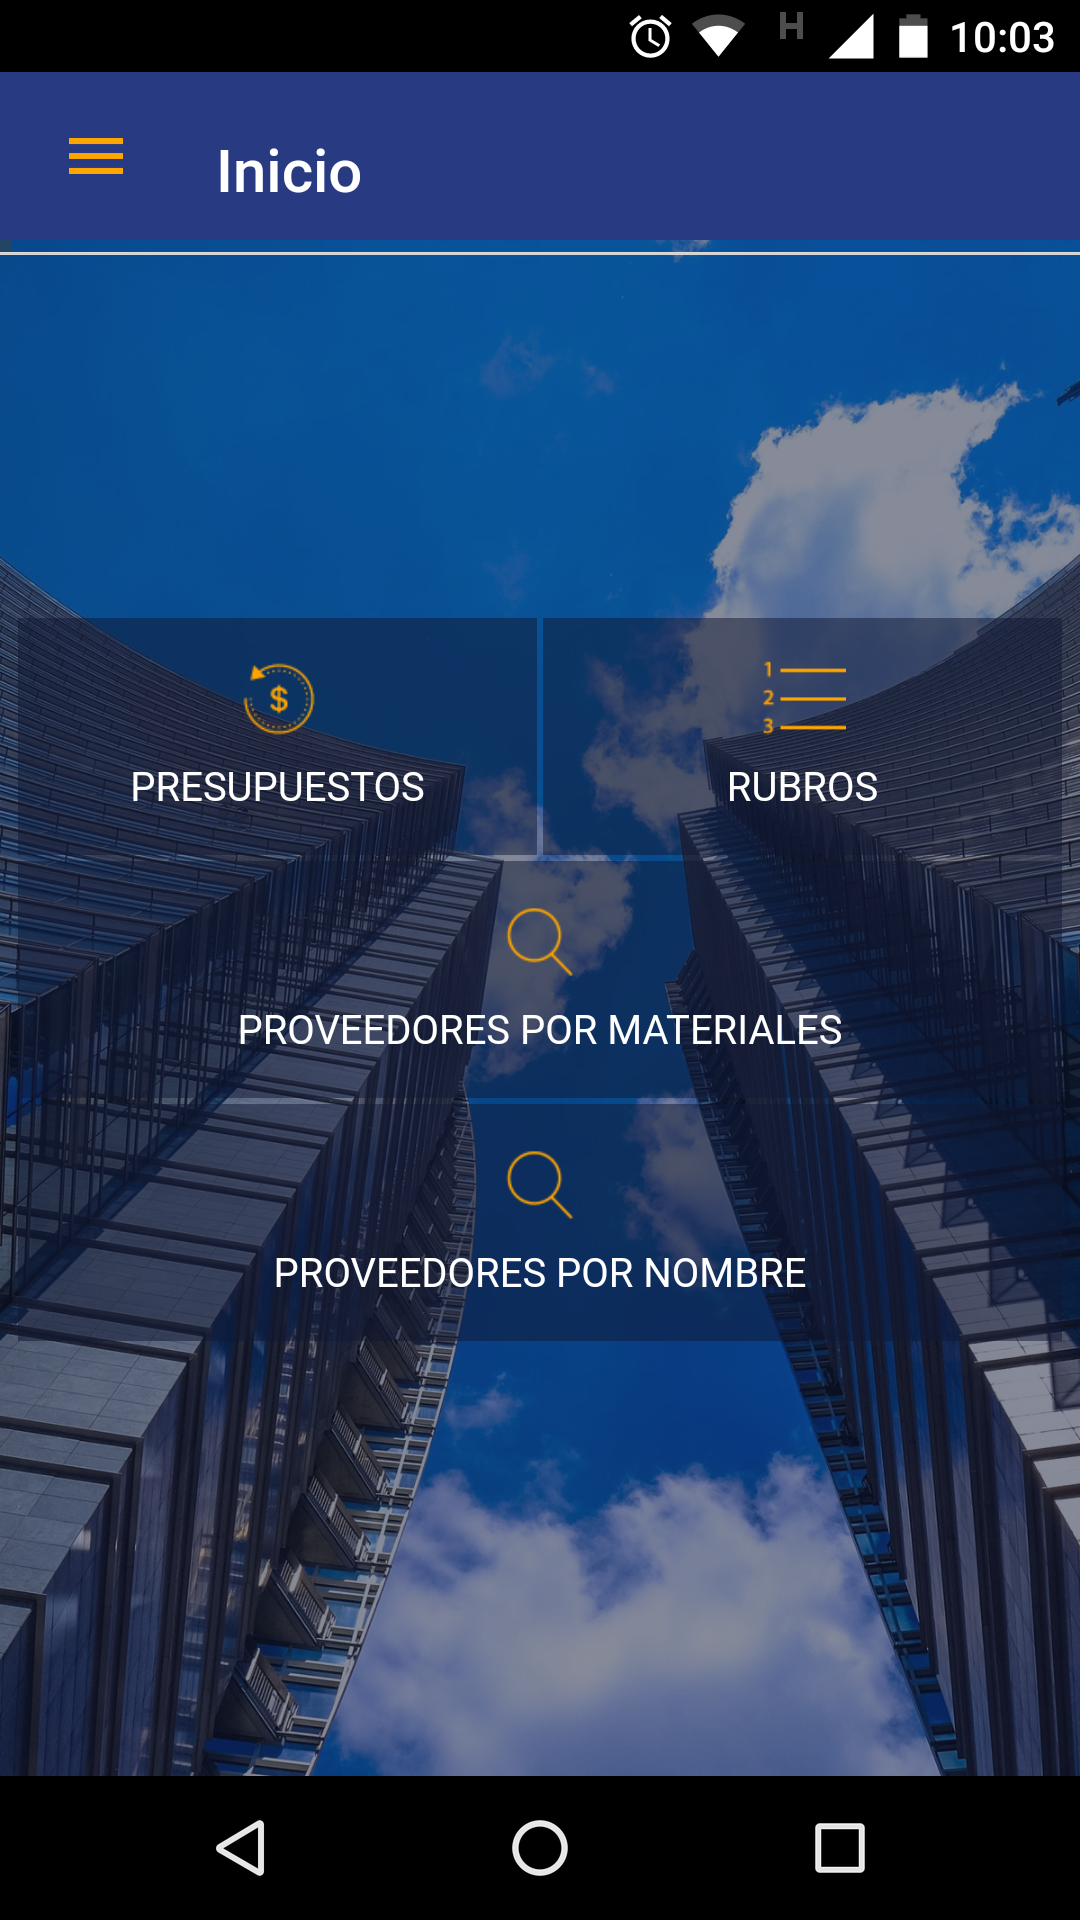 H 10:03
Inicio
$
1
2
3
PRESUPUESTOS
RUBROS
PROVEEDORES POR MATERIALES
PROVEEDORES POR NOMBRE